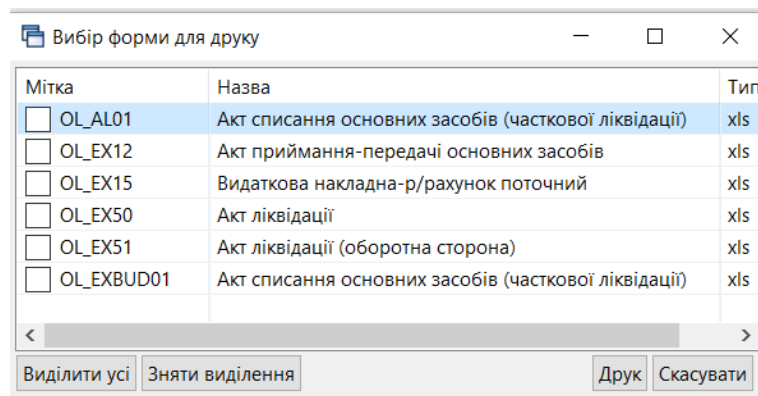 Вибір форми для друку
Мітка Назва Тип
OL_AL01 Акт списання основних засобів (часткової ліквідації) xls
OL_EX12 Акт приймання-передачі основних засобів xls
OL_EX15 Видаткова накладна-р/рахунок поточний xls
OL_EX50 Акт ліквідації xls
OL_EX51 Акт ліквідації (оборотна сторона) xls
OL_EXBUD01 Акт списання основних засобів (часткової ліквідації) xls
Виділити усі Зняти виділення Друк Скасувати